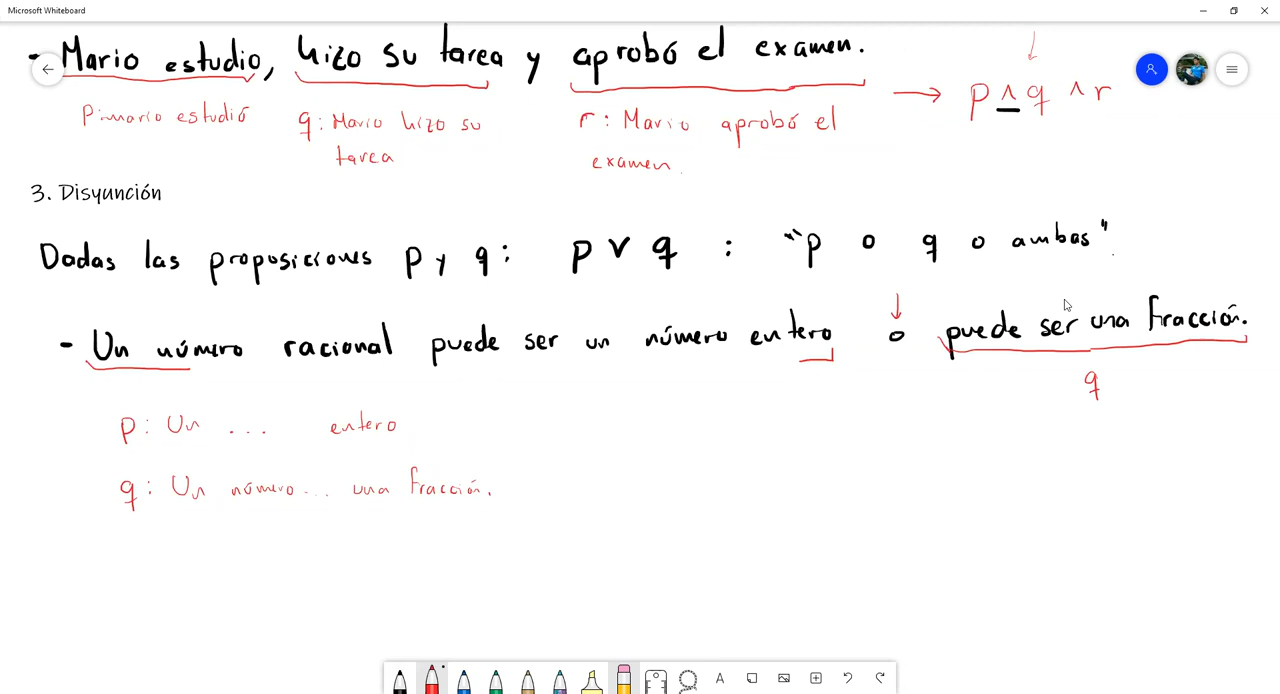 Microsoft Whiteboard
- Mario estudio, hizo su tarea y aprobó el examen.
p: Mario estudió
q: Mario hizo su tarea
r: Mario aprobó el examen.
→ p ∧ q ∧ r
3. Disyunción
Dadas las proposiciones p y q: p ∨ q : "p o q o ambas".
- Un número racional puede ser un número entero o puede ser una fracción.
q
p: Un ... entero
q: Un número... una fracción.
A